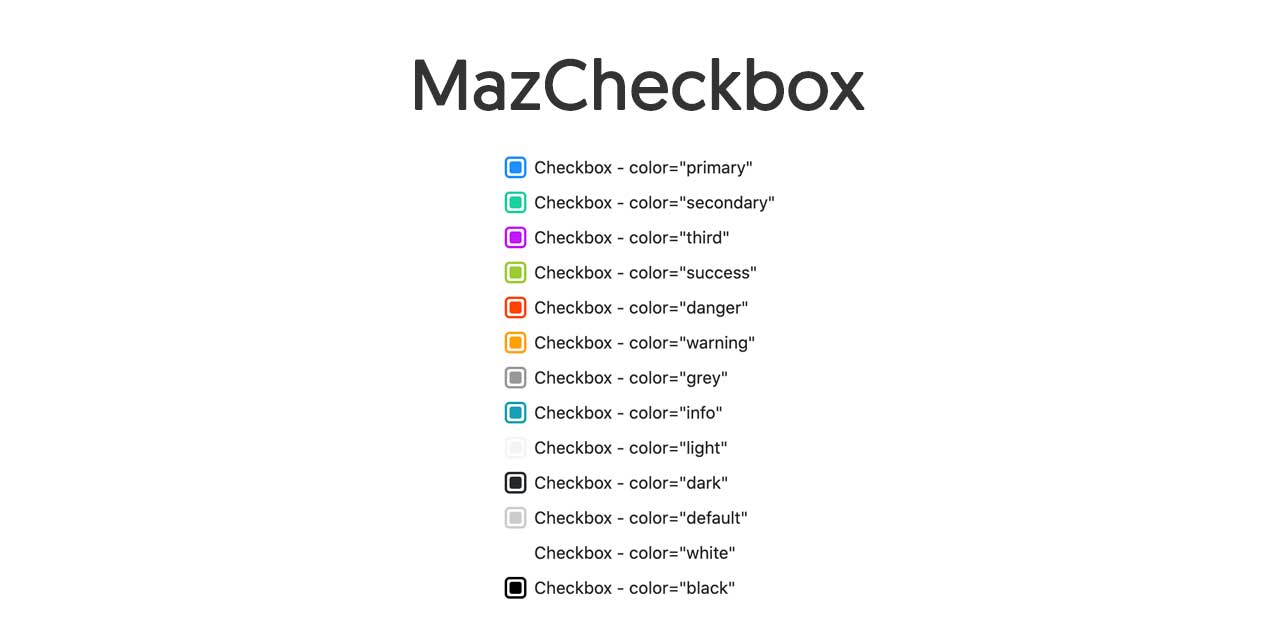 MazCheckbox
Checkbox - color="primary"
Checkbox - color="secondary"
Checkbox - color="third"
Checkbox - color="success"
Checkbox - color="danger"
Checkbox - color="warning"
Checkbox - color="grey"
Checkbox - color="info"
Checkbox - color="light"
Checkbox - color="dark"
Checkbox - color="default"
Checkbox - color="white"
Checkbox - color="black"